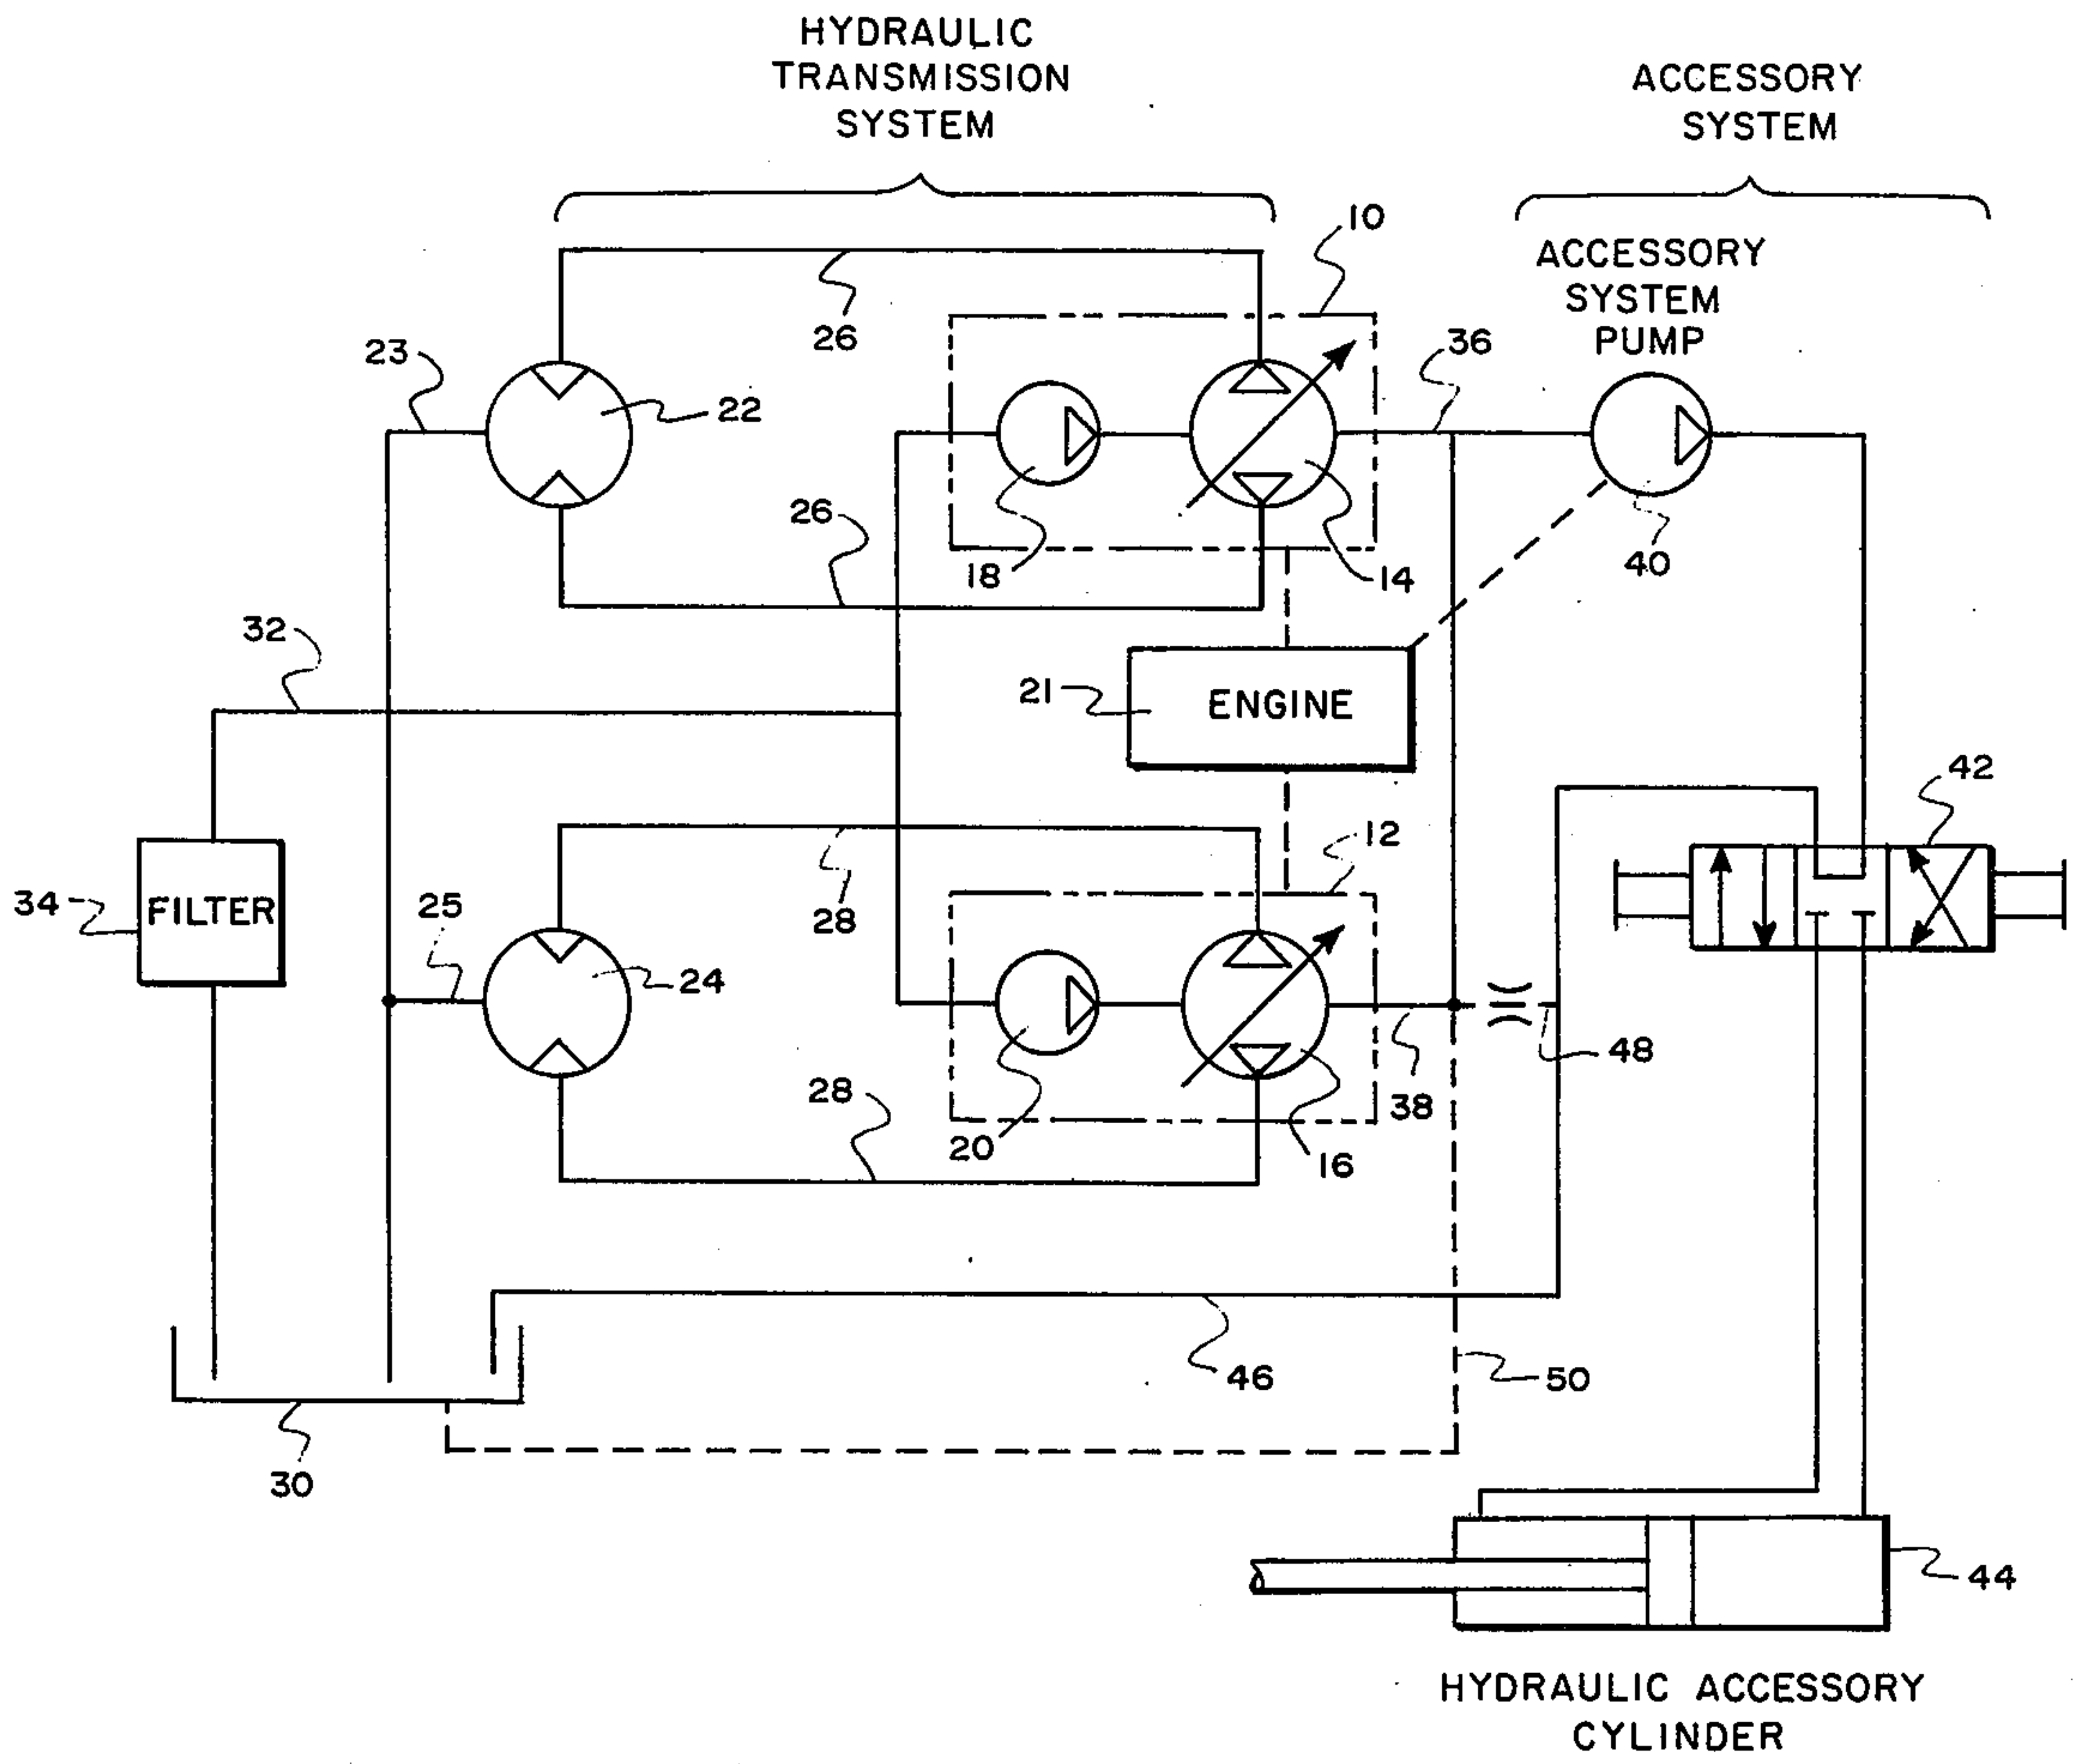 HYDRAULIC
TRANSMISSION
SYSTEM
ACCESSORY
SYSTEM
10
ACCESSORY
SYSTEM
PUMP
26
36
23
22
26
18
14
40
32
21
ENGINE
42
12
28
34
FILTER
25
24
48
28
38
20
16
46
50
30
44
HYDRAULIC ACCESSORY
CYLINDER